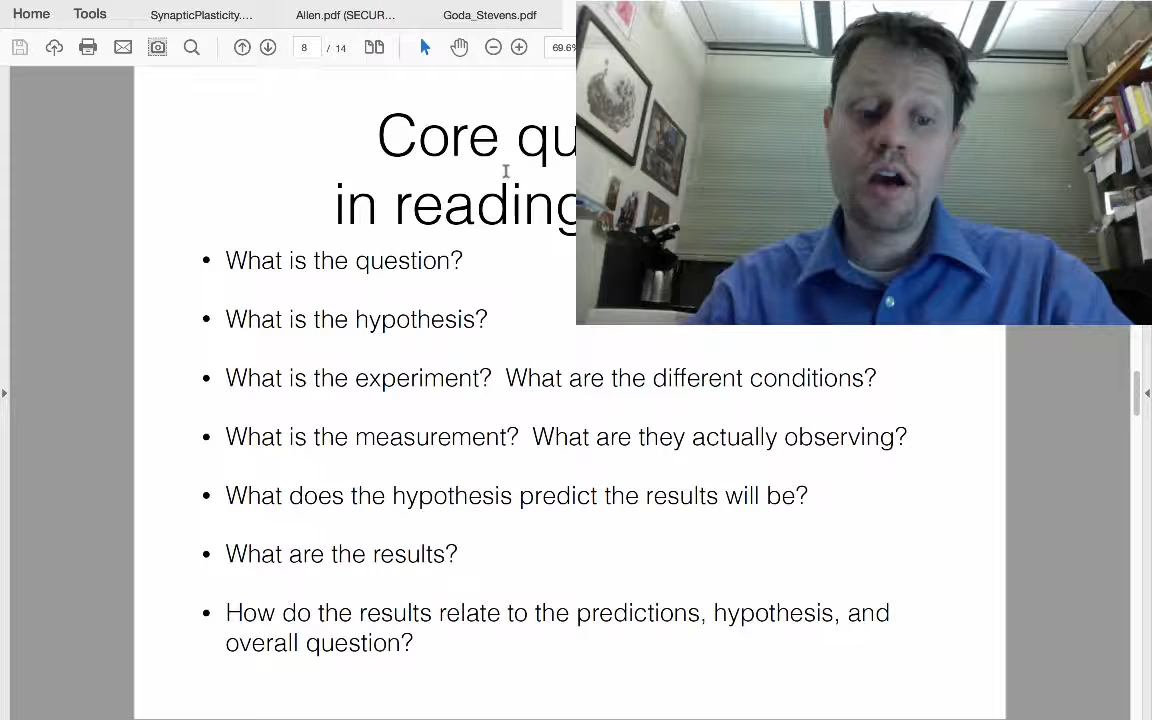 Home Tools SynapticPlasticity.... Allen.pdf (SECUR... Goda_Stevens.pdf
8 / 14 69.6%
Core qu
in reading
• What is the question?
• What is the hypothesis?
• What is the experiment? What are the different conditions?
• What is the measurement? What are they actually observing?
• What does the hypothesis predict the results will be?
• What are the results?
• How do the results relate to the predictions, hypothesis, and
overall question?